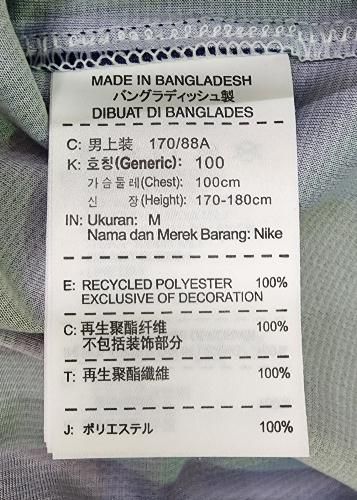 MADE IN BANGLADESH
バングラディッシュ製
DIBUAT DI BANGLADES
C: 男上装 170/88A
K: 호칭(Generic): 100
가슴둘레(Chest): 100cm
신 장(Height): 170-180cm
IN: Ukuran: M
Nama dan Merek Barang: Nike
E: RECYCLED POLYESTER 100%
EXCLUSIVE OF DECORATION
C: 再生聚酯纤维 100%
不包括装饰部分
T: 再生聚酯纖維 100%
J: ポリエステル 100%